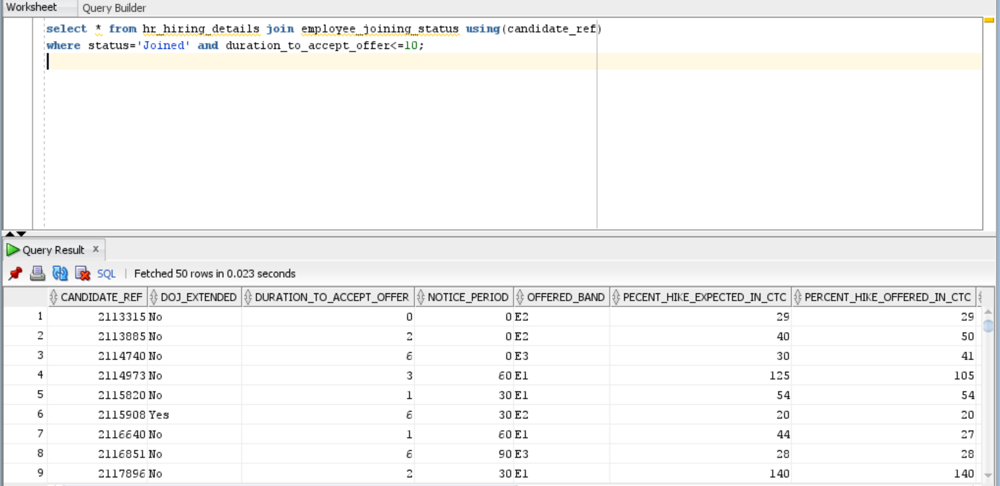 Worksheet Query Builder
select * from hr_hiring_details join employee_joining_status using(candidate_ref)
where status='Joined' and duration_to_accept_offer<=10;
Query Result x
SQL | Fetched 50 rows in 0.023 seconds
CANDIDATE_REF DOJ_EXTENDED DURATION_TO_ACCEPT_OFFER NOTICE_PERIOD OFFERED_BAND PECENT_HIKE_EXPECTED_IN_CTC PERCENT_HIKE_OFFERED_IN_CTC
1 2113315 No 0 0 E2 29 29
2 2113885 No 2 0 E2 40 50
3 2114740 No 6 0 E3 30 41
4 2114973 No 3 60 E1 125 105
5 2115820 No 1 30 E1 54 54
6 2115908 Yes 6 30 E2 20 20
7 2116640 No 1 60 E1 44 27
8 2116851 No 6 90 E3 28 28
9 2117896 No 2 30 E1 140 140